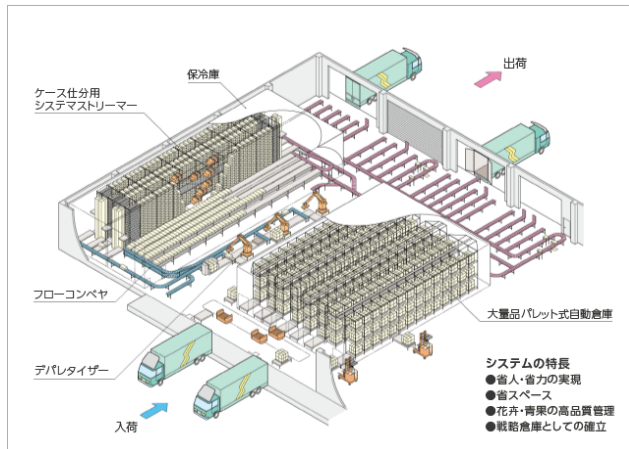 保冷庫
出荷
ケース仕分用
システマストリーマー
フローコンベヤ
大量品パレット式自動倉庫
デパレタイザー
入荷
システムの特長
●省人・省力の実現
●省スペース
●花卉・青果の高品質管理
●戦略倉庫としての確立